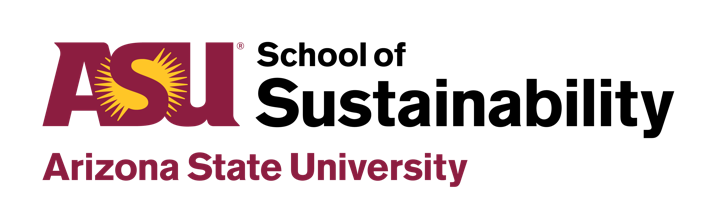 ASU® School of
Sustainability
Arizona State University